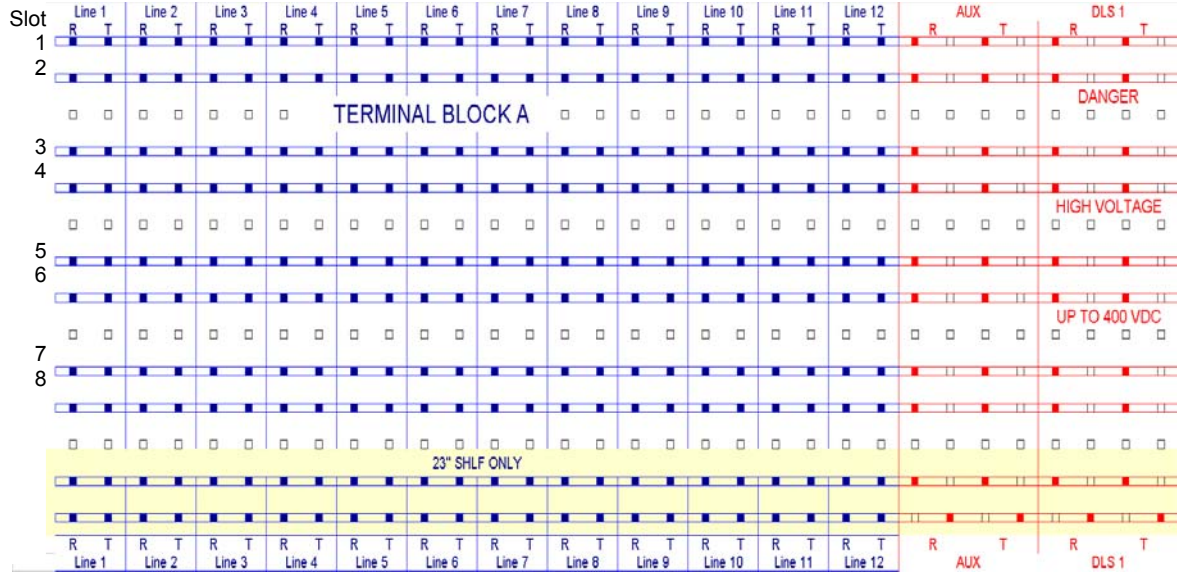 Slot Line 1 Line 2 Line 3 Line 4 Line 5 Line 6 Line 7 Line 8 Line 9 Line 10 Line 11 Line 12 AUX DLS 1
R T R T R T R T R T R T R T R T R T R T R T R T R T R T
1
2
DANGER
TERMINAL BLOCK A
3
4
HIGH VOLTAGE
5
6
UP TO 400 VDC
7
8
23" SHLF ONLY
R T R T R T R T R T R T R T R T R T R T R T R T R T R T
Line 1 Line 2 Line 3 Line 4 Line 5 Line 6 Line 7 Line 8 Line 9 Line 10 Line 11 Line 12 AUX DLS 1